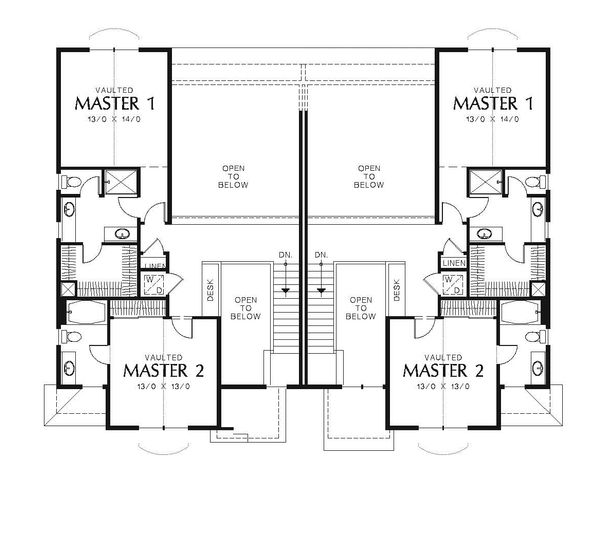 VAULTED
MASTER 1
13/0 X 14/0
VAULTED
MASTER 1
13/0 X 14/0
OPEN
TO
BELOW
OPEN
TO
BELOW
DN.
DN.
LINEN
LINEN
W
D
W
D
DESK
DESK
OPEN
TO
BELOW
OPEN
TO
BELOW
VAULTED
MASTER 2
13/0 X 13/0
VAULTED
MASTER 2
13/0 X 13/0